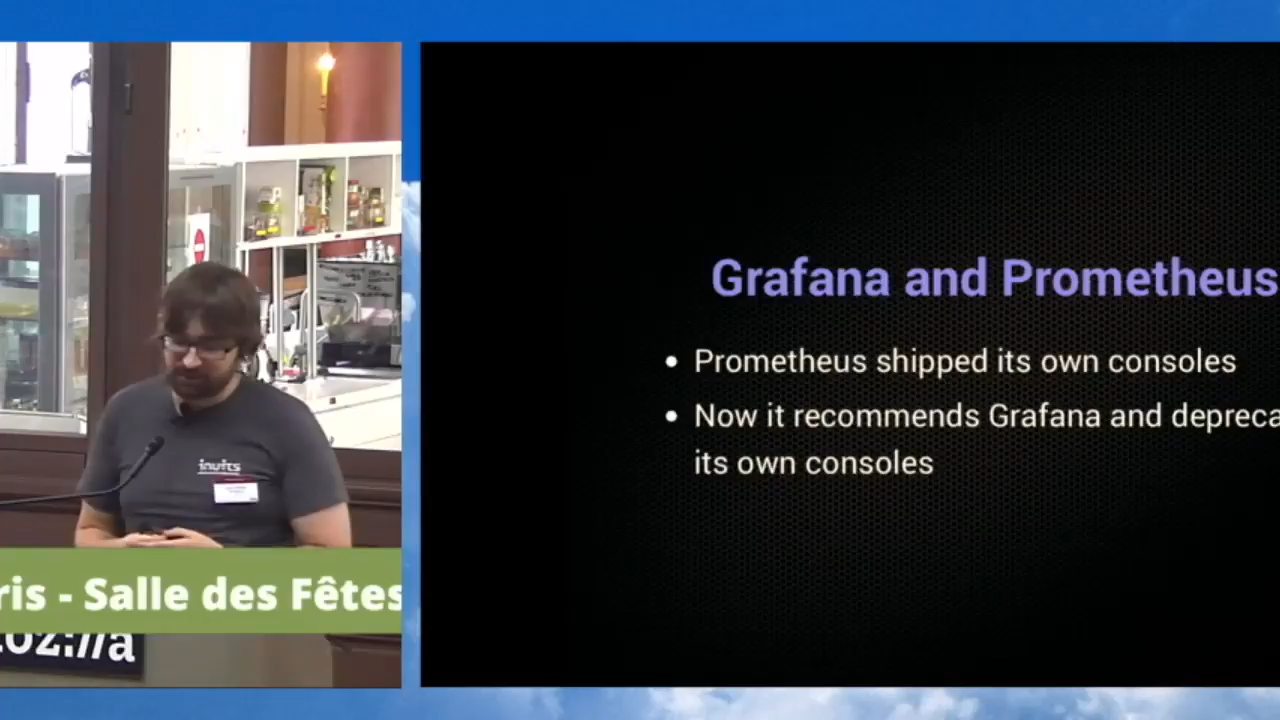 Grafana and Prometheus
Prometheus shipped its own consoles
Now it recommends Grafana and depreca
its own consoles
inuits
ris - Salle des Fêtes
oz://a